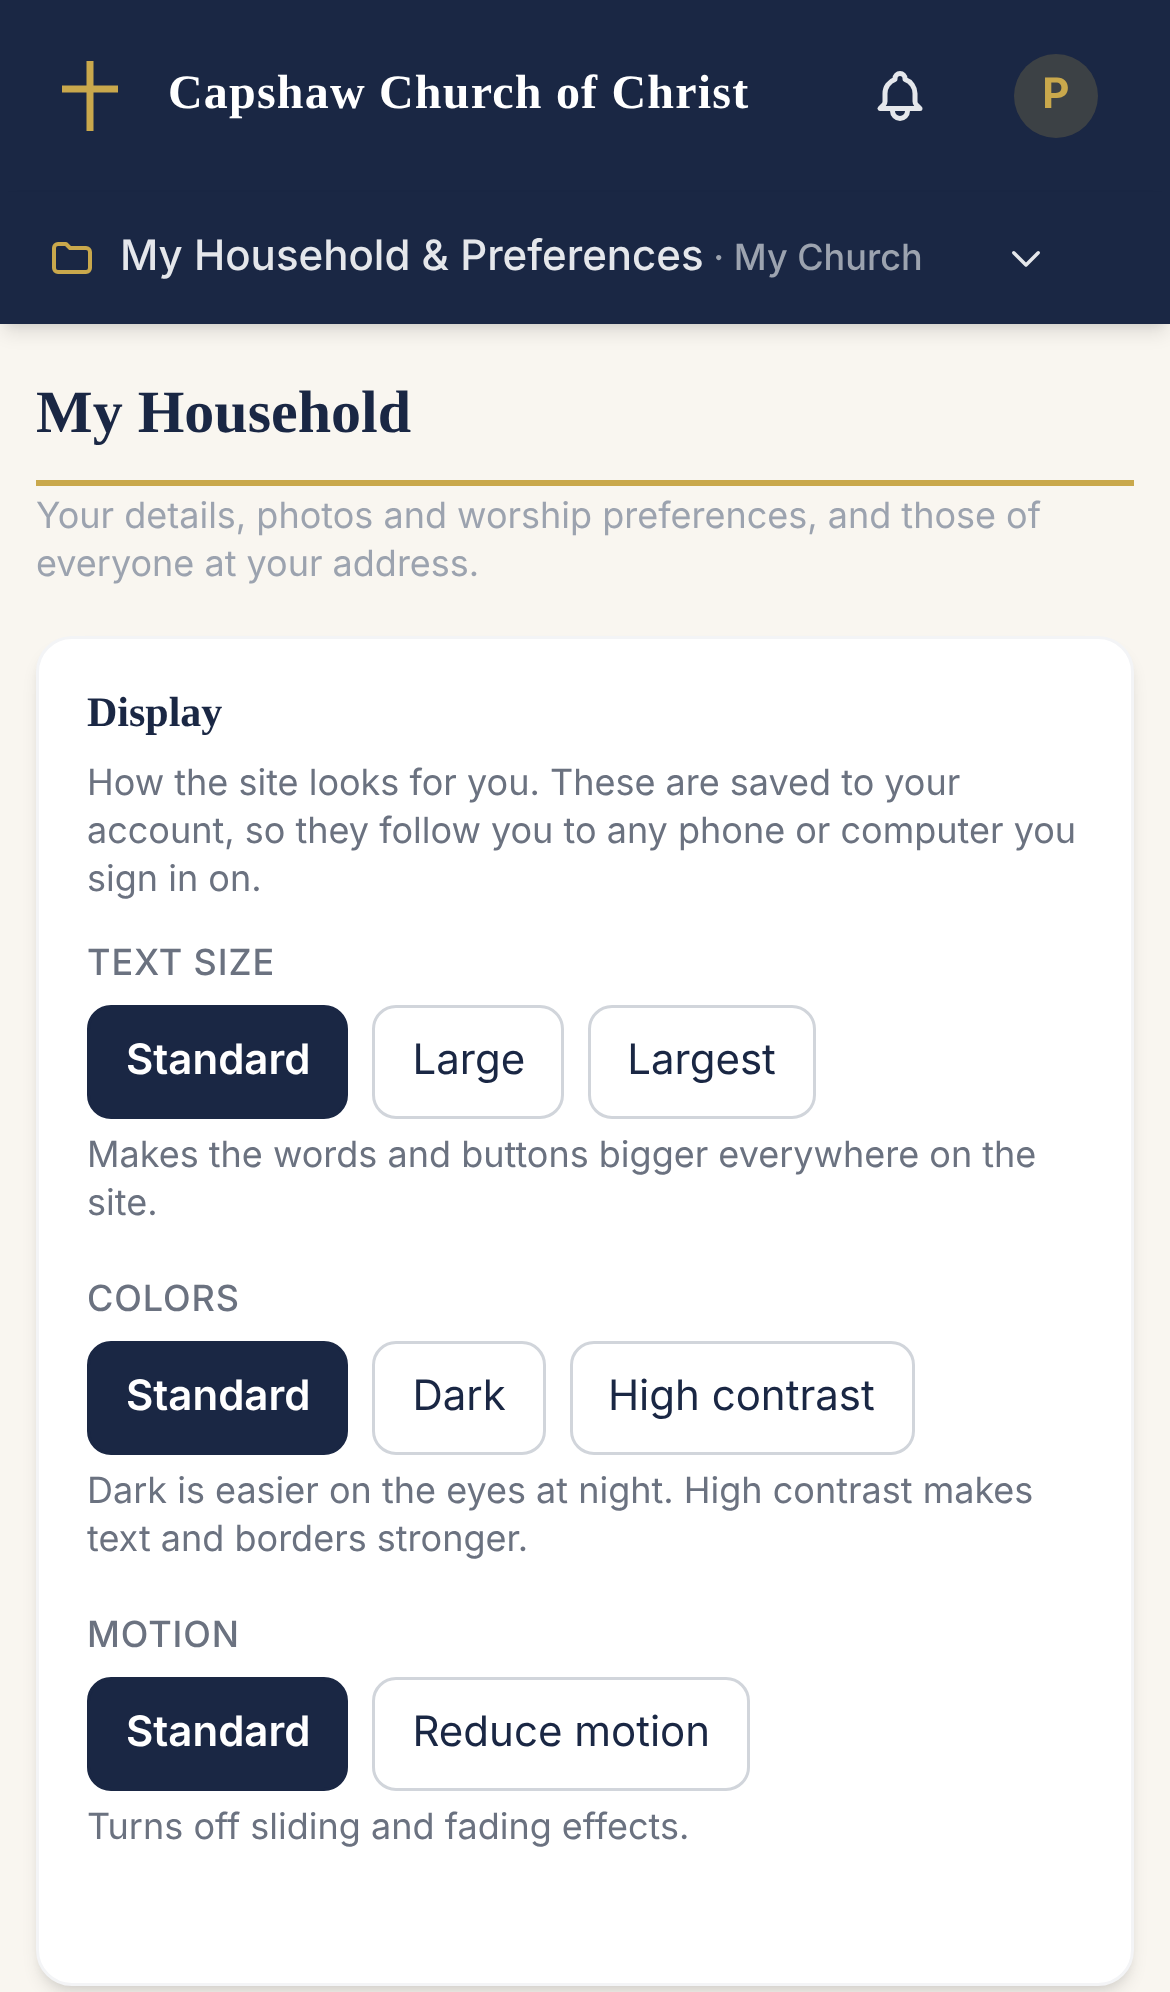 Capshaw Church of Christ
P
My Household & Preferences · My Church
My Household
Your details, photos and worship preferences, and those of
everyone at your address.
Display
How the site looks for you. These are saved to your
account, so they follow you to any phone or computer you
sign in on.
TEXT SIZE
Standard Large Largest
Makes the words and buttons bigger everywhere on the
site.
COLORS
Standard Dark High contrast
Dark is easier on the eyes at night. High contrast makes
text and borders stronger.
MOTION
Standard Reduce motion
Turns off sliding and fading effects.